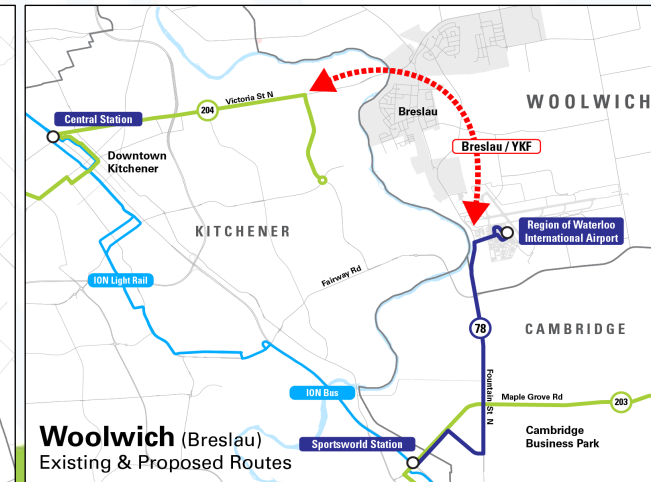 WOOLWICH
Victoria St N
204
Central Station
Breslau
Breslau / YKF
Downtown
Kitchener
Region of Waterloo
International Airport
KITCHENER
Fairway Rd
ION Light Rail
78
CAMBRIDGE
Fountain St N
ION Bus
Maple Grove Rd
203
Cambridge
Business Park
Sportsworld Station
Woolwich (Breslau)
Existing & Proposed Routes